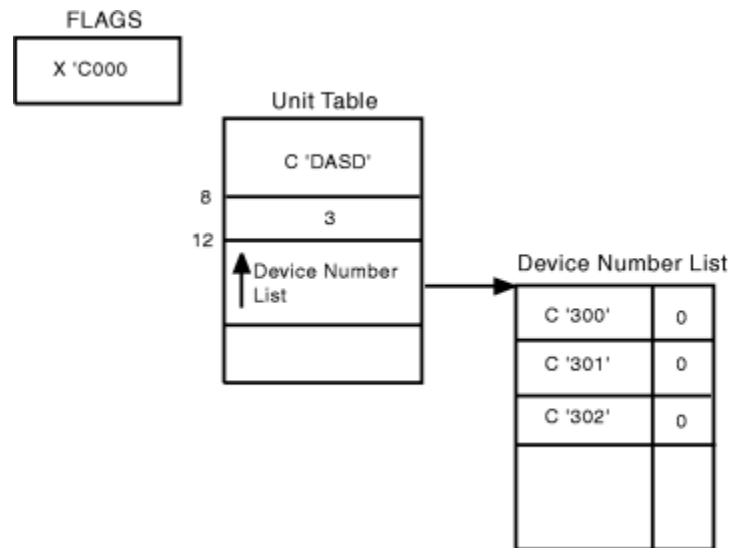 FLAGS
X 'C000
Unit Table
C 'DASD'
8
3
12
Device Number
List
Device Number List
C '300' 0
C '301' 0
C '302' 0